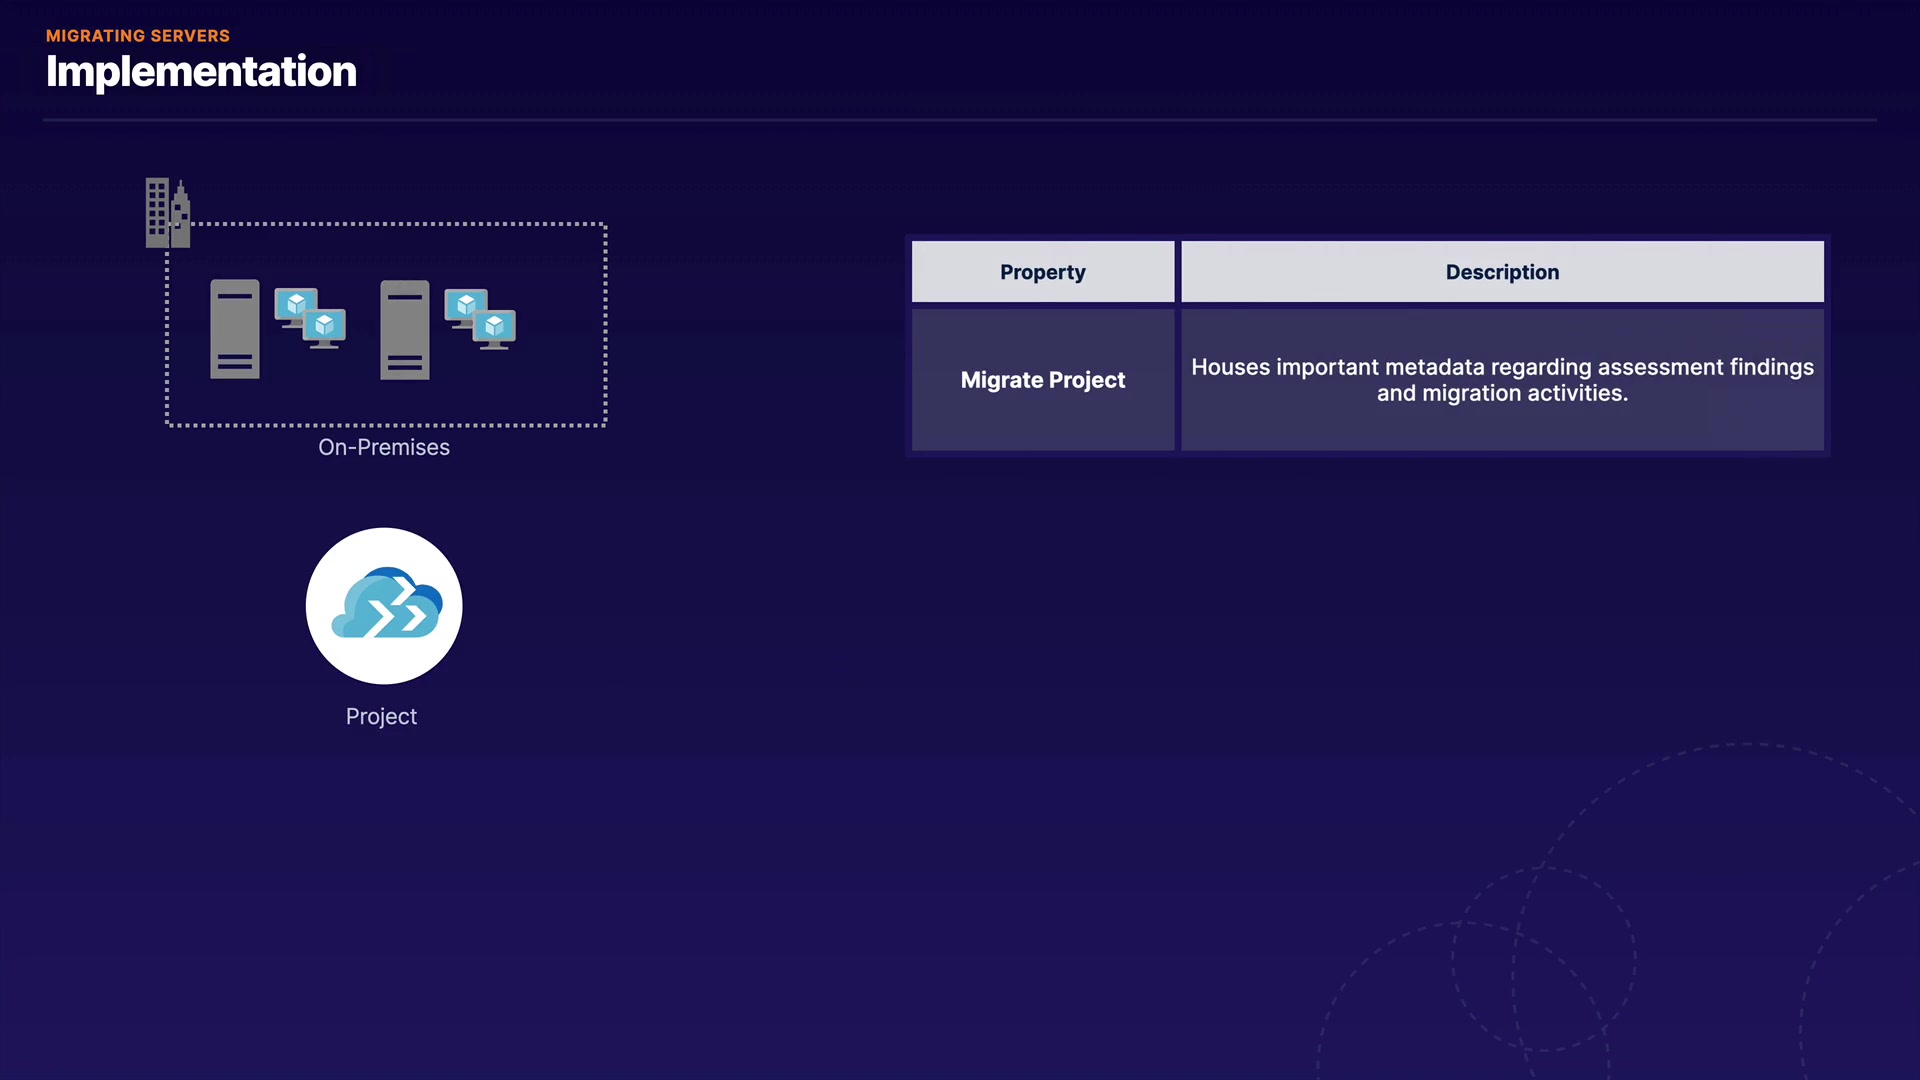 MIGRATING SERVERS
Implementation
On-Premises
Project
Property
Description
Migrate Project
Houses important metadata regarding assessment findings
and migration activities.